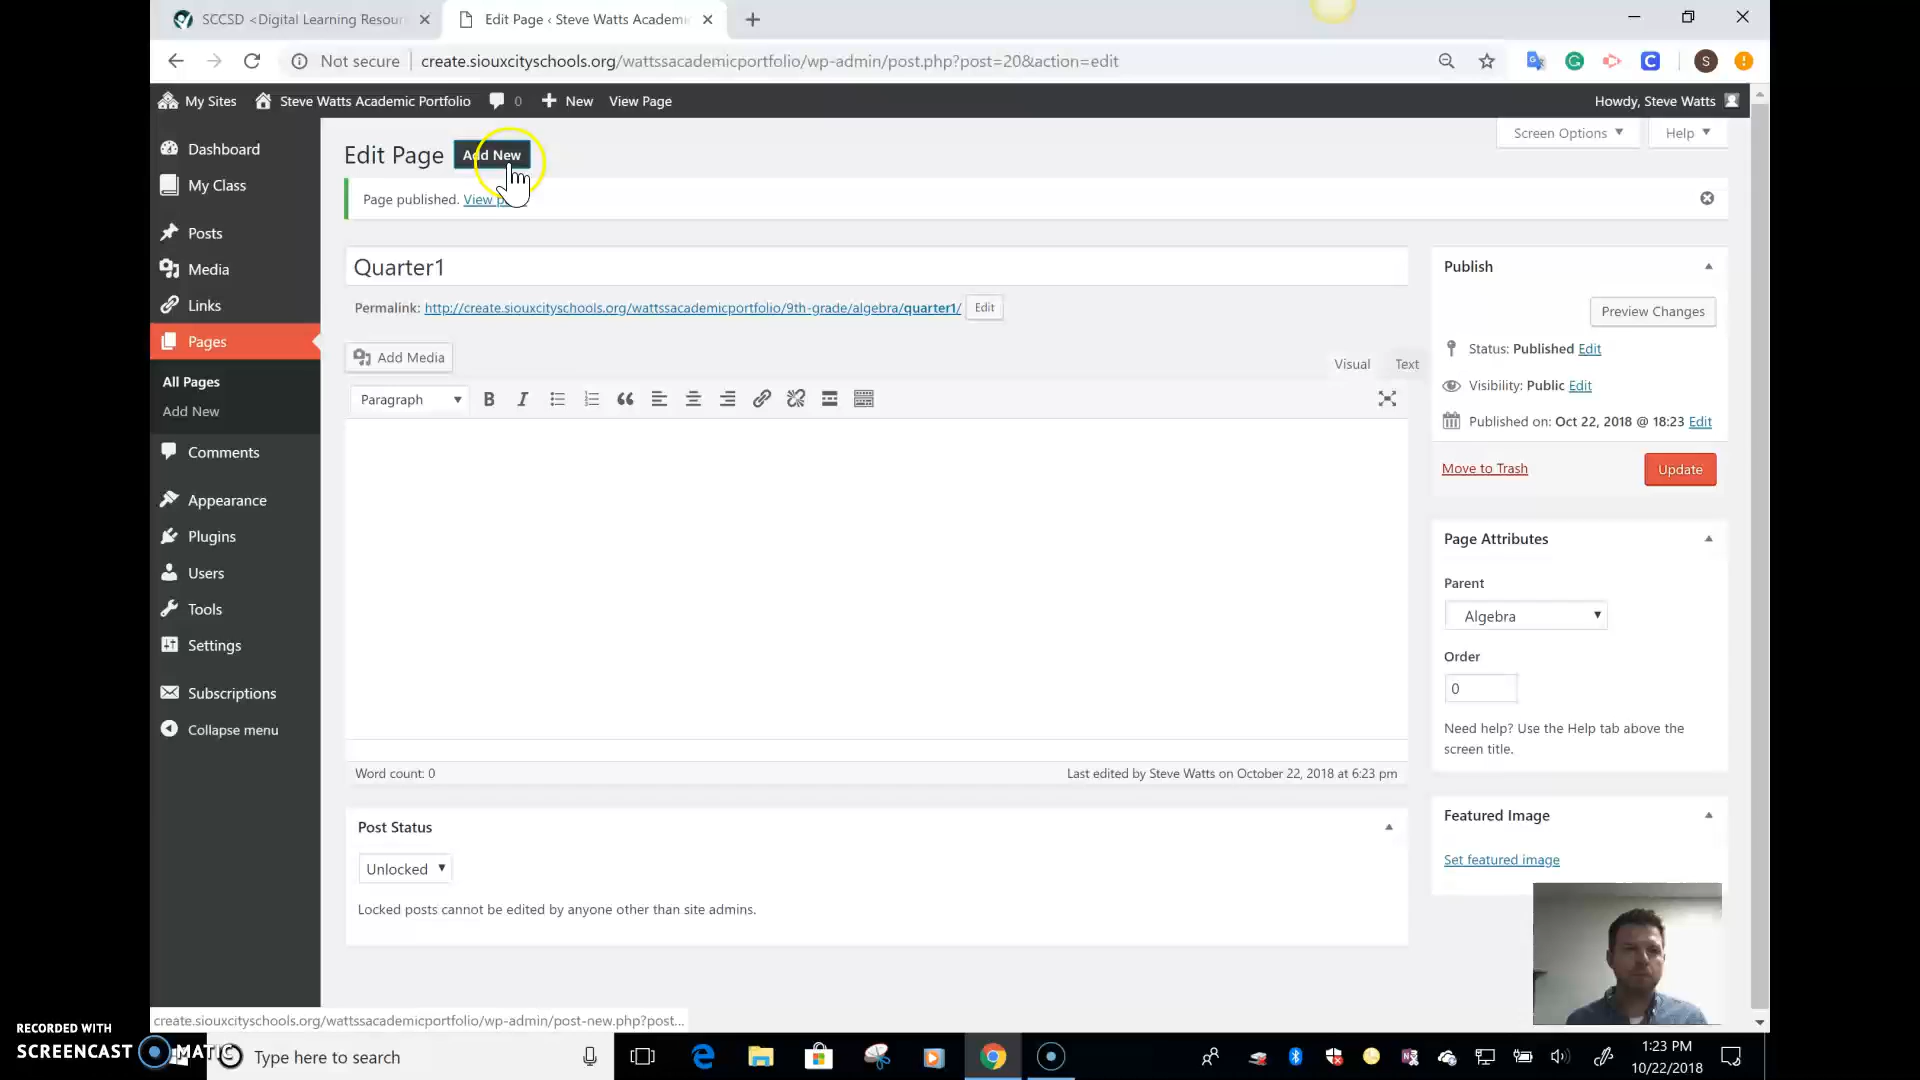 SCCSD <Digital Learning Resour
Edit Page ‹ Steve Watts Academi
Not secure
create.siouxcityschools.org/wattssacademicportfolio/wp-admin/post.php?post=20&action=edit
S
My Sites
Steve Watts Academic Portfolio
0
New
View Page
Howdy, Steve Watts
Dashboard
My Class
Posts
Media
Links
Pages
All Pages
Add New
Comments
Appearance
Plugins
Users
Tools
Settings
Subscriptions
Collapse menu
Screen Options
Help
Edit Page
Add New
Page published. View p
Quarter1
Permalink: http://create.siouxcityschools.org/wattssacademicportfolio/9th-grade/algebra/quarter1/
Edit
Add Media
Visual
Text
Paragraph
B
I
Word count: 0
Last edited by Steve Watts on October 22, 2018 at 6:23 pm
Post Status
Unlocked
Locked posts cannot be edited by anyone other than site admins.
Publish
Preview Changes
Status: Published Edit
Visibility: Public Edit
Published on: Oct 22, 2018 @ 18:23 Edit
Move to Trash
Update
Page Attributes
Parent
Algebra
Order
0
Need help? Use the Help tab above the
screen title.
Featured Image
Set featured image
create.siouxcityschools.org/wattssacademicportfolio/wp-admin/post-new.php?post...
RECORDED WITH
SCREENCAST MATIC
Type here to search
1:23 PM
10/22/2018